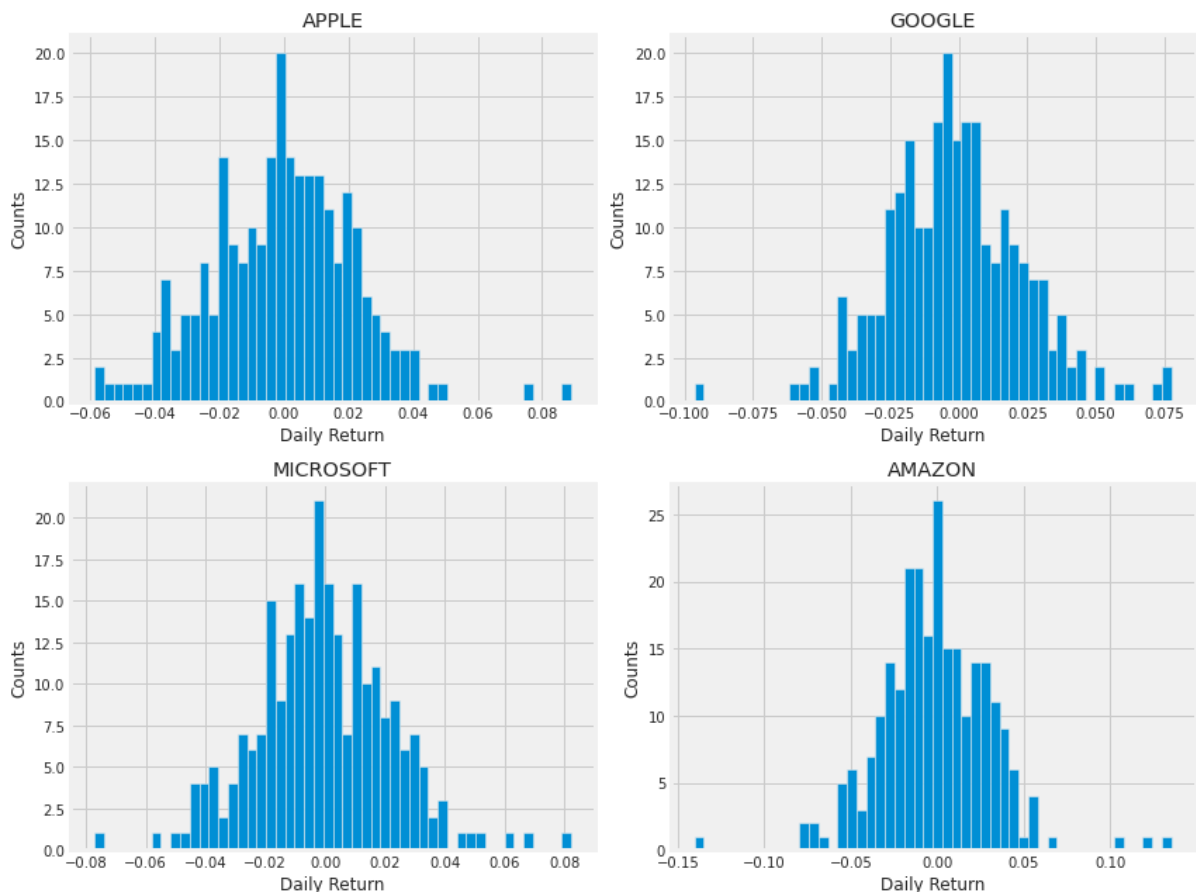 APPLE
20.0
17.5
15.0
12.5
10.0
7.5
5.0
2.5
0.0
Counts
−0.06 −0.04 −0.02 0.00 0.02 0.04 0.06 0.08
Daily Return
GOOGLE
20.0
17.5
15.0
12.5
10.0
7.5
5.0
2.5
0.0
Counts
−0.100 −0.075 −0.050 −0.025 0.000 0.025 0.050 0.075
Daily Return
MICROSOFT
20.0
17.5
15.0
12.5
10.0
7.5
5.0
2.5
0.0
Counts
−0.08 −0.06 −0.04 −0.02 0.00 0.02 0.04 0.06 0.08
Daily Return
AMAZON
25
20
15
10
5
0
Counts
−0.15 −0.10 −0.05 0.00 0.05 0.10
Daily Return